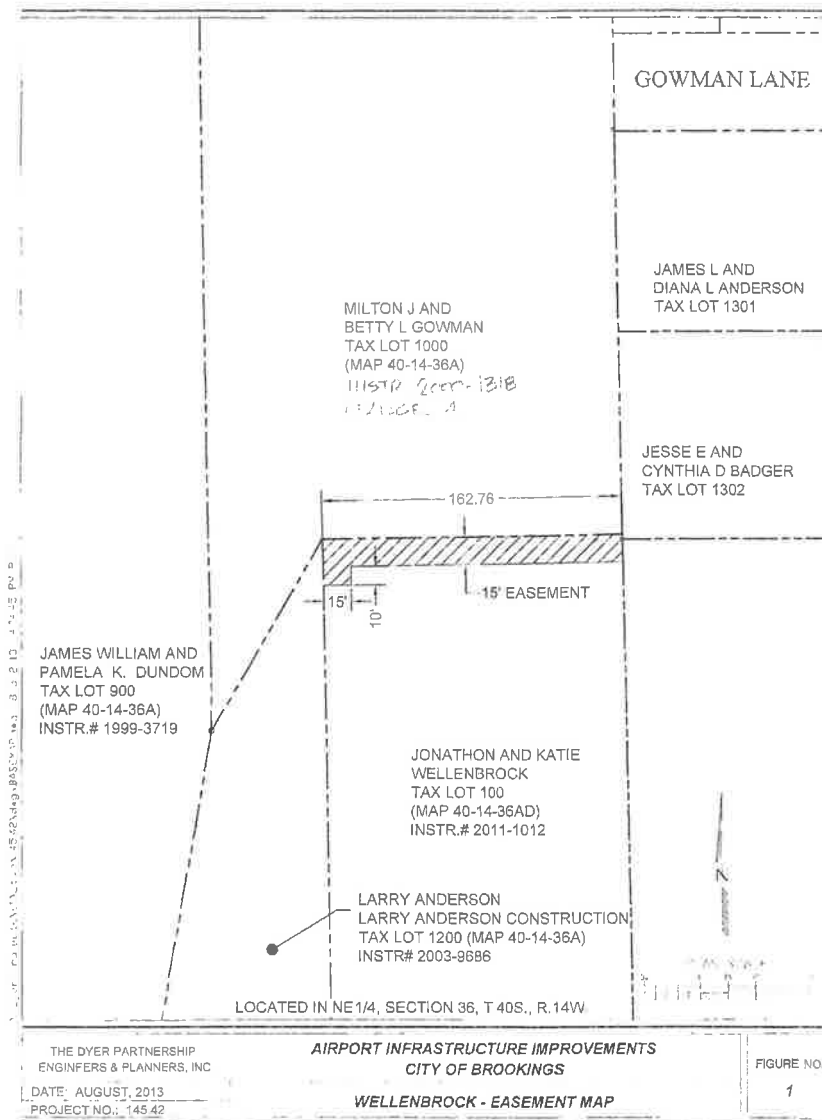 GOWMAN LANE
JAMES L AND
DIANA L ANDERSON
TAX LOT 1301
MILTON J AND
BETTY L GOWMAN
TAX LOT 1000
(MAP 40-14-36A)
INSTR 1318
JESSE E AND
CYNTHIA D BADGER
TAX LOT 1302
162.76
15' EASEMENT
15'
10'
JAMES WILLIAM AND
PAMELA K. DUNDOM
TAX LOT 900
(MAP 40-14-36A)
INSTR.# 1999-3719
JONATHON AND KATIE
WELLENBROCK
TAX LOT 100
(MAP 40-14-36AD)
INSTR.# 2011-1012
LARRY ANDERSON
LARRY ANDERSON CONSTRUCTION
TAX LOT 1200 (MAP 40-14-36A)
INSTR# 2003-9686
Z
LOCATED IN NE1/4, SECTION 36, T 40S., R.14W
THE DYER PARTNERSHIP
ENGINEERS & PLANNERS, INC
DATE: AUGUST, 2013
PROJECT NO.: 145.42
AIRPORT INFRASTRUCTURE IMPROVEMENTS
CITY OF BROOKINGS
WELLENBROCK - EASEMENT MAP
FIGURE NO.
1